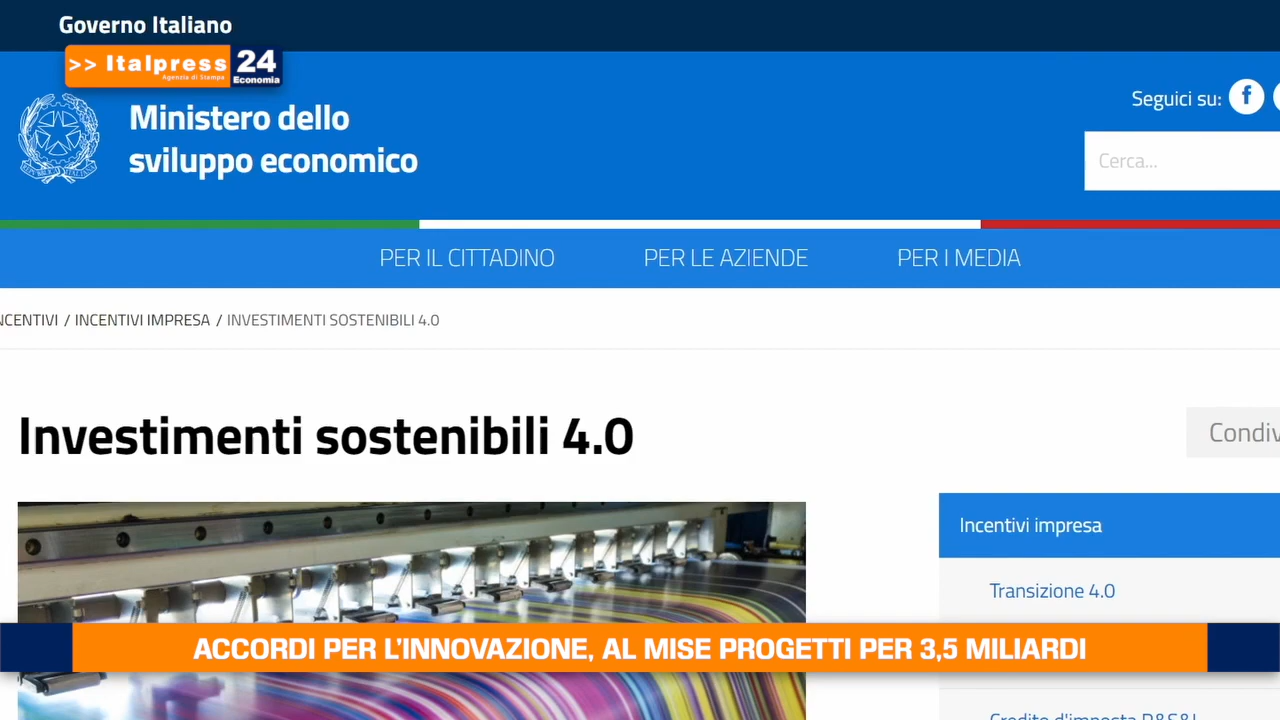 Governo Italiano
>> Italpress 24
Agenzia di Stampa Economia
Ministero dello
sviluppo economico
Seguici su: f
Cerca...
PER IL CITTADINO PER LE AZIENDE PER I MEDIA
NCENTIVI / INCENTIVI IMPRESA / INVESTIMENTI SOSTENIBILI 4.0
Investimenti sostenibili 4.0
Condiv
Incentivi impresa
Transizione 4.0
ACCORDI PER L'INNOVAZIONE, AL MISE PROGETTI PER 3,5 MILIARDI
Credito d'imposta R&S&I